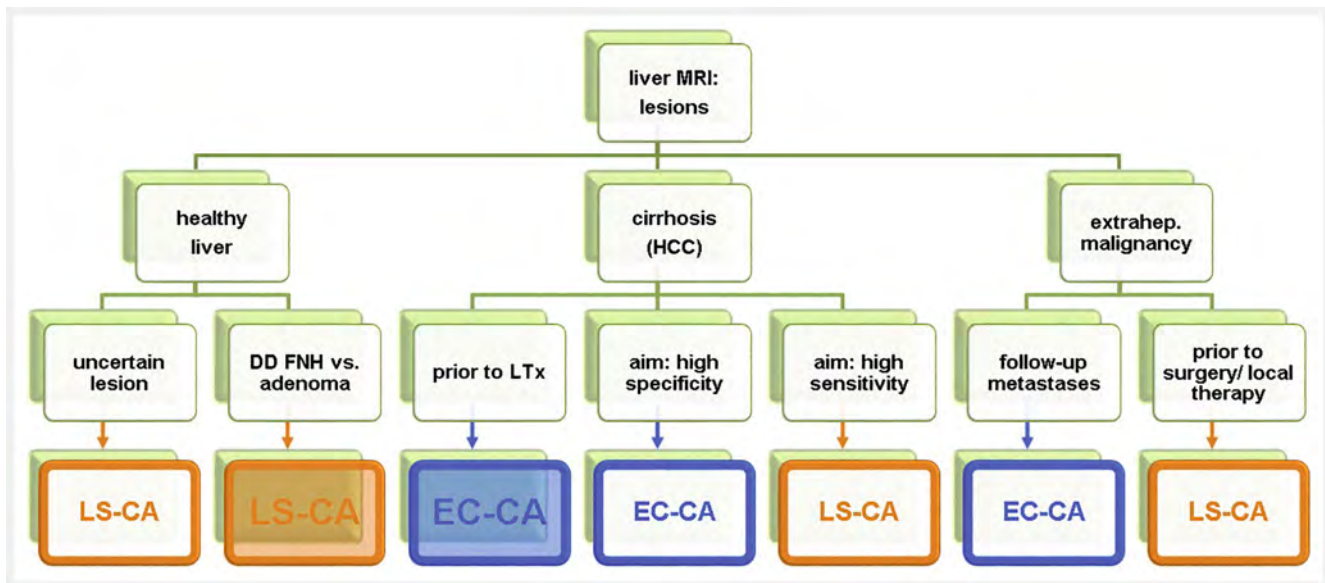 liver MRI:
lesions
healthy
liver
cirrhosis
(HCC)
extrahep.
malignancy
uncertain
lesion
DD FNH vs.
adenoma
prior to LTx
aim: high
specificity
aim: high
sensitivity
follow-up
metastases
prior to
surgery/ local
therapy
LS-CA
LS-CA
EC-CA
EC-CA
LS-CA
EC-CA
LS-CA